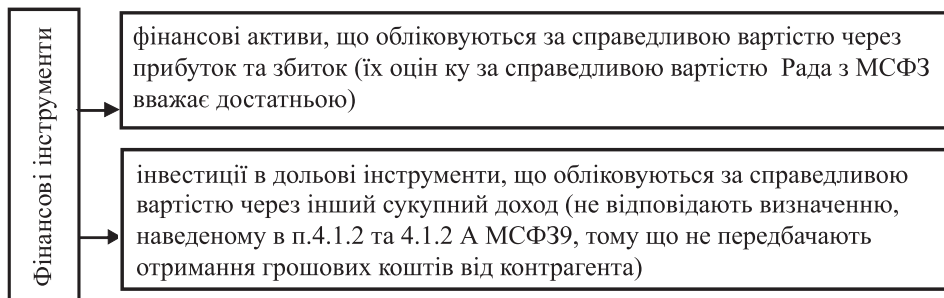 Фінансові інструменти
фінансові активи, що обліковуються за справедливою вартістю через
прибуток та збиток (їх оцін ку за справедливою вартістю Рада з МСФЗ
вважає достатньою)
інвестиції в дольові інструменти, що обліковуються за справедливою
вартістю через інший сукупний доход (не відповідають визначенню,
наведеному в п.4.1.2 та 4.1.2 А МСФЗ9, тому що не передбачають
отримання грошових коштів від контрагента)